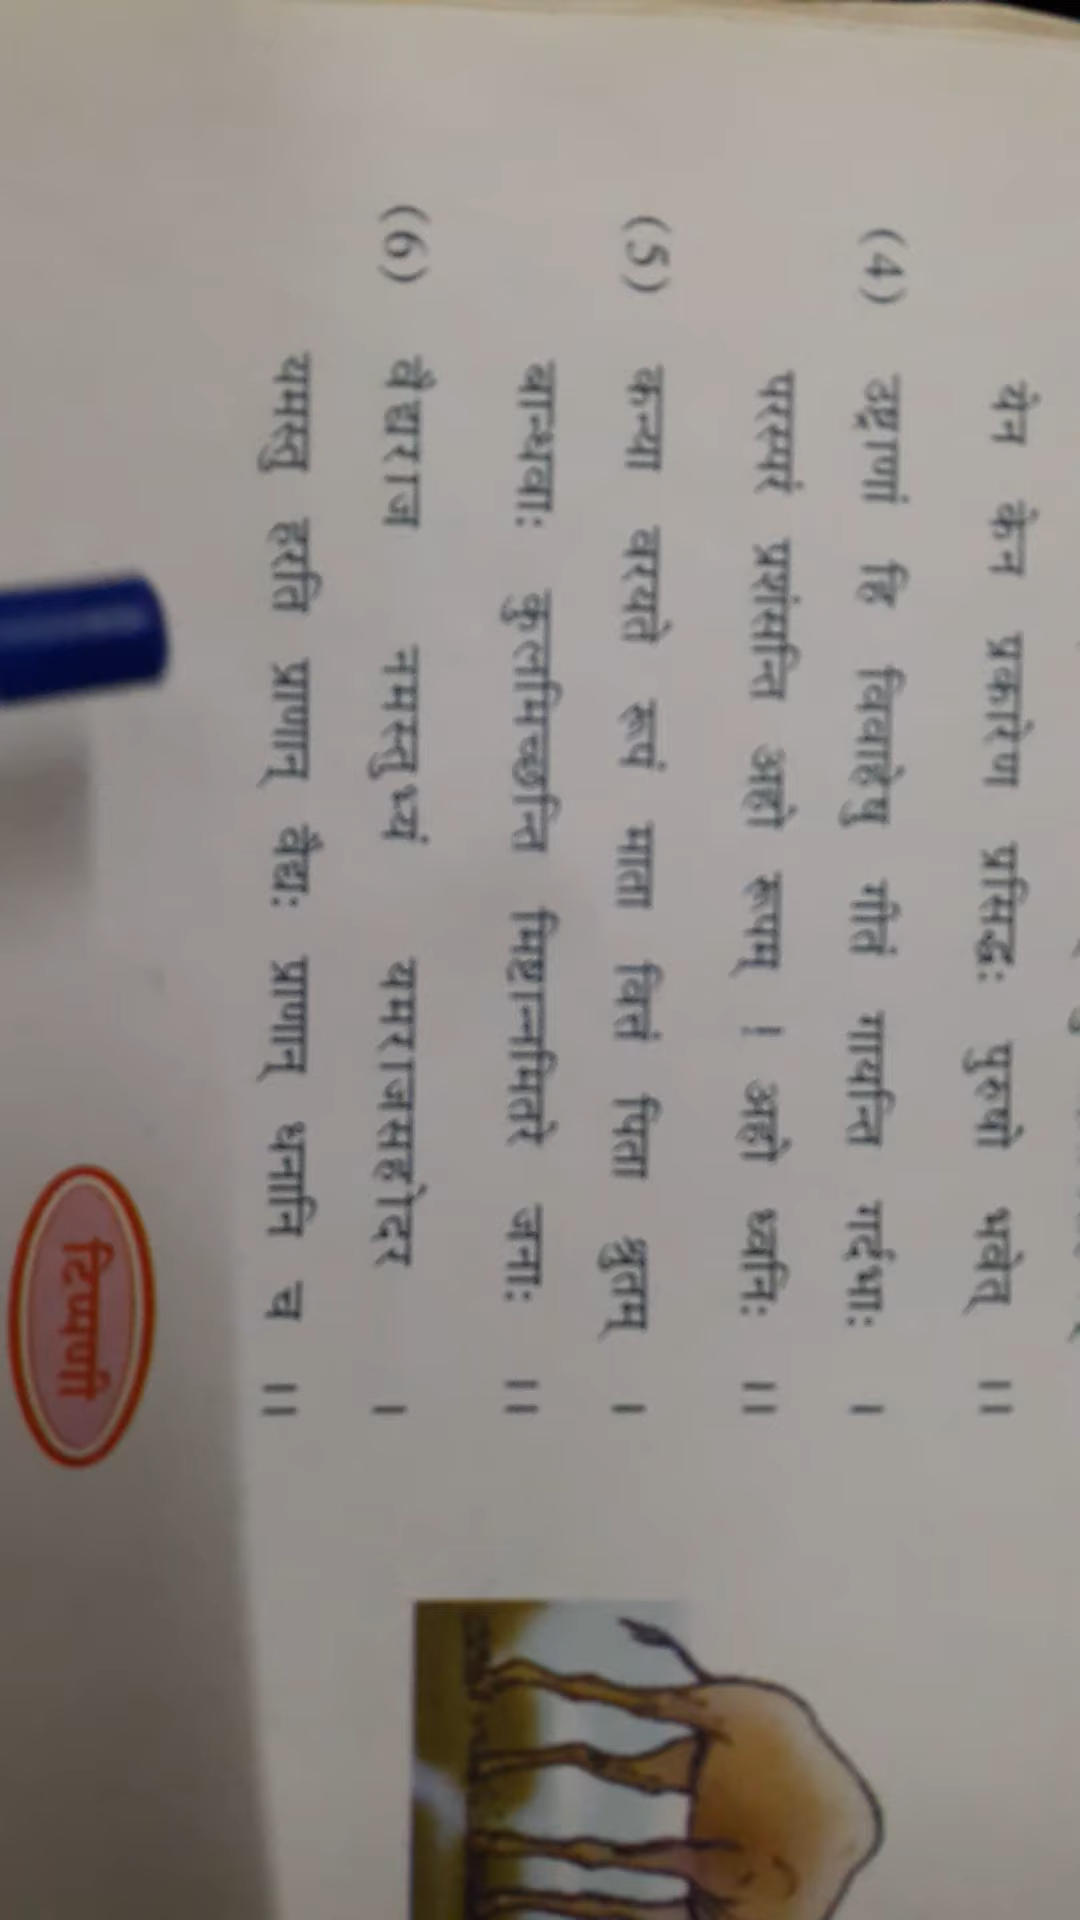 येन केन प्रकारेण प्रसिद्धः पुरुषो भवेत् ।।
(4) उष्ट्राणां हि विवाहेषु गीतं गायन्ति गर्दभाः ।
परस्परं प्रशंसन्ति अहो रूपम् ! अहो ध्वनिः ।।
(5) कन्या वरयते रूपं माता वित्तं पिता श्रुतम् ।
बान्धवाः कुलमिच्छन्ति मिष्टान्नमितरे जनाः ।।
(6) वैद्यराज नमस्तुभ्यं यमराजसहोदर ।
यमस्तु हरति प्राणान् वैद्यः प्राणान् धनानि च ।।
टिप्पणी